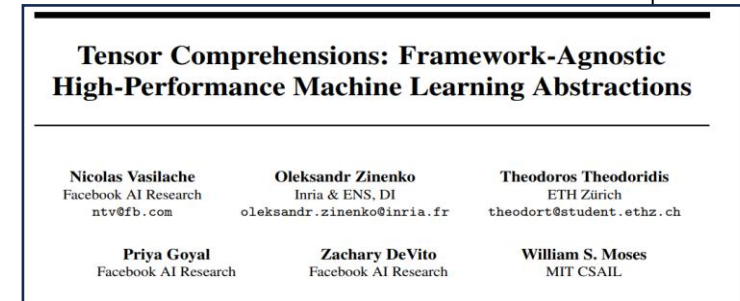 Tensor Comprehensions: Framework-Agnostic
High-Performance Machine Learning Abstractions
Nicolas Vasilache Oleksandr Zinenko Theodoros Theodoridis
Facebook AI Research Inria & ENS, DI ETH Zürich
ntv@fb.com oleksandr.zinenko@inria.fr theodort@student.ethz.ch
Priya Goyal Zachary DeVito William S. Moses
Facebook AI Research Facebook AI Research MIT CSAIL